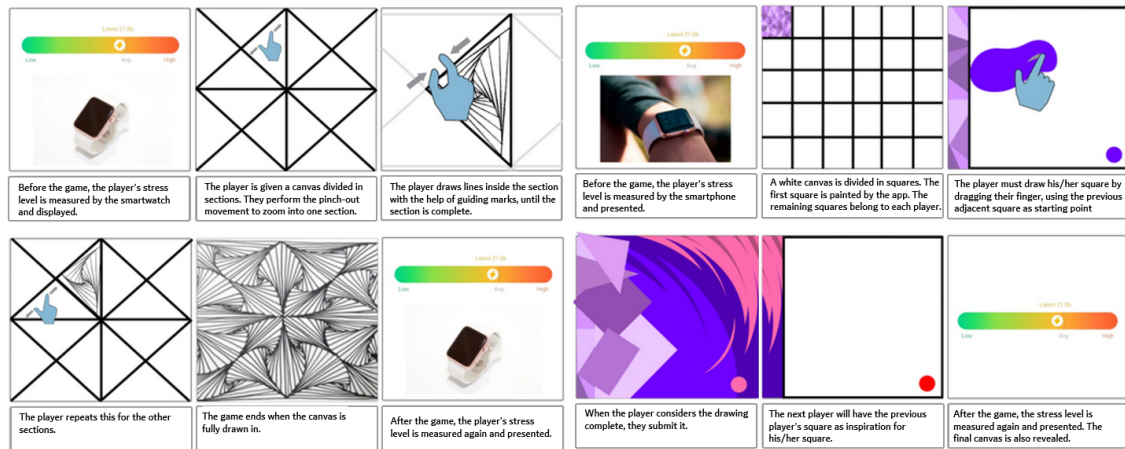 Latest 21:06
Low
Avg
High
Before the game, the player's stress
level is measured by the smartwatch
and displayed.
The player is given a canvas divided in
sections. They perform the pinch-out
movement to zoom into one section.
The player draws lines inside the section
with the help of guiding marks, until the
section is complete.
Latest 21:06
Low
Avg
High
Before the game, the player's stress
level is measured by the smartphone
and presented.
A white canvas is divided in squares. The
first square is painted by the app. The
remaining squares belong to each player.
The player must draw his/her square by
dragging their finger, using the previous
adjacent square as starting point
The player repeats this for the other
sections.
The game ends when the canvas is
fully drawn in.
Latest 21:06
Low
Avg
High
After the game, the player's stress
level is measured again and presented.
When the player considers the drawing
complete, they submit it.
The next player will have the previous
player's square as inspiration for
his/her square.
Latest 21:06
Low
Avg
High
After the game, the stress level is
measured again and presented. The
final canvas is also revealed.